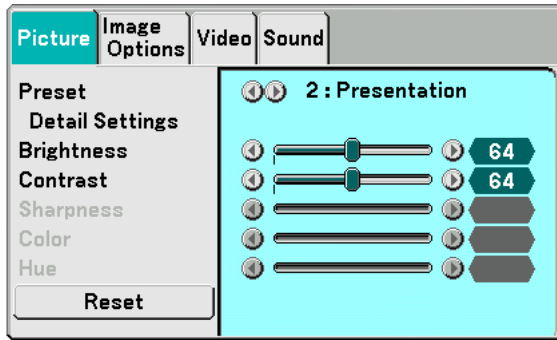 Picture Image Options Video Sound
Preset 2 : Presentation
Detail Settings
Brightness 64
Contrast 64
Sharpness
Color
Hue
Reset